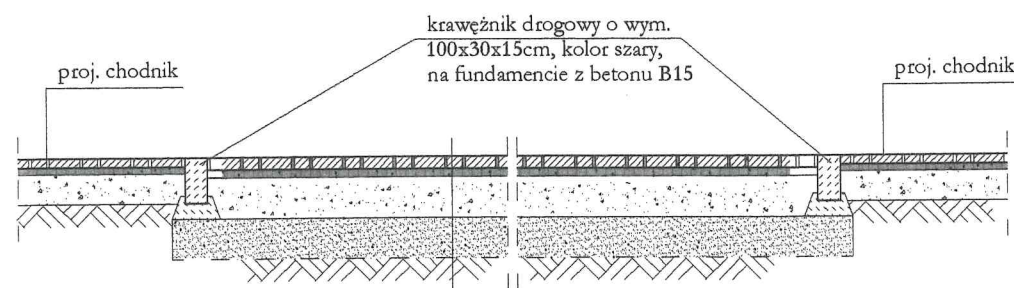 krawężnik drogowy o wym.
100x30x15cm, kolor szary,
na fundamencie z betonu B15
proj. chodnik
proj. chodnik